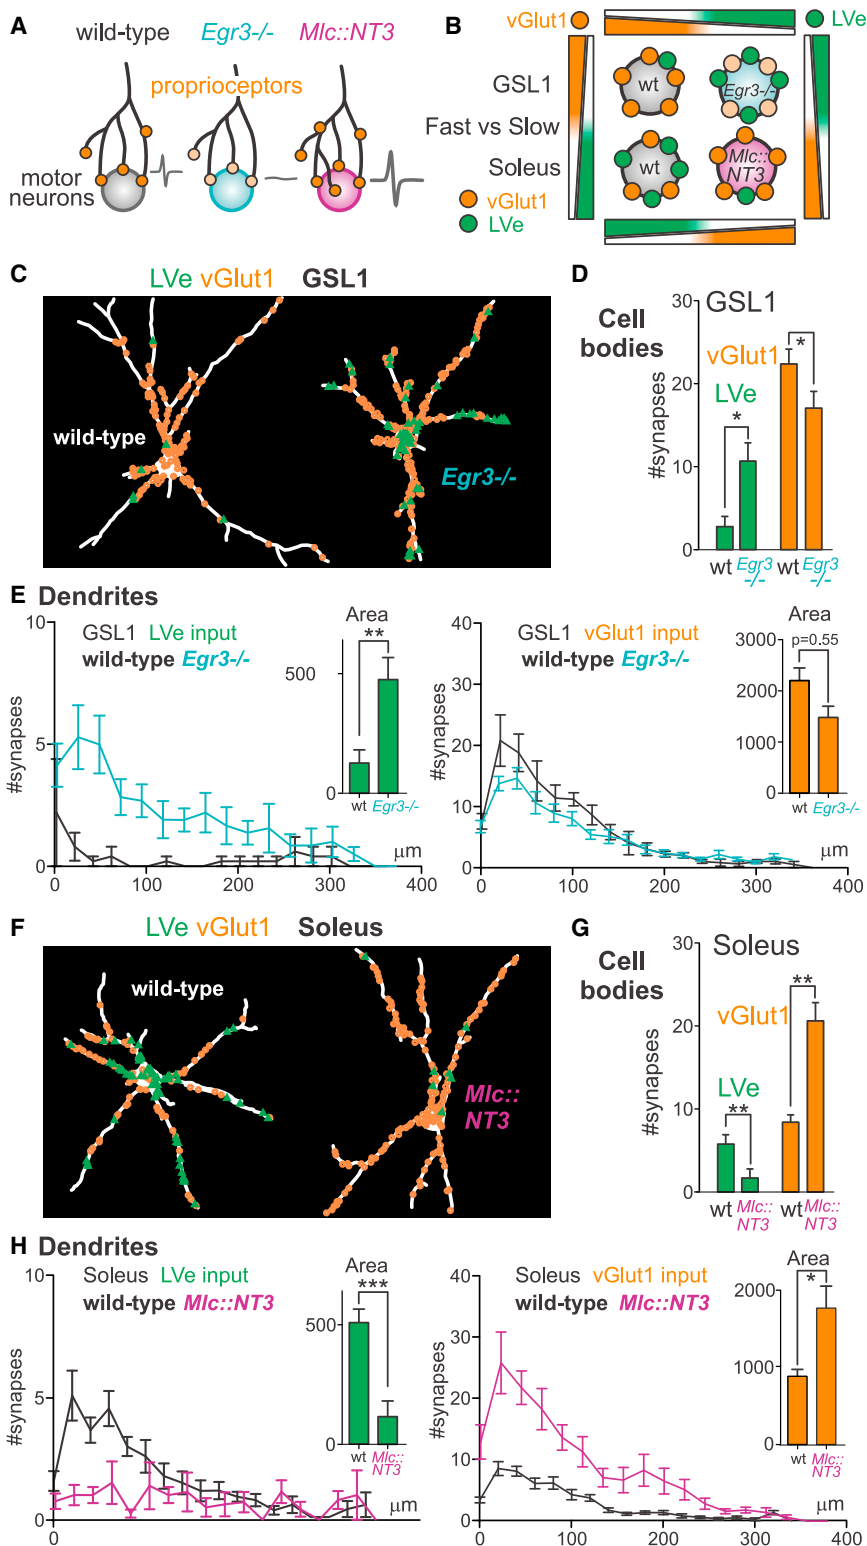 A
wild-type Egr3-/- Mlc::NT3
proprioceptors
motor
neurons
B
vGlut1 LVe
GSL1
wt Egr3-/-
Fast vs Slow
Soleus
wt Mlc::
NT3
vGlut1
LVe
C
LVe vGlut1 GSL1
wild-type
Egr3-/-
D
Cell
bodies
GSL1
#synapses
30
20
10
0
vGlut1
LVe
*
*
wt Egr3
-/-
wt Egr3
-/-
E Dendrites
GSL1 LVe input
wild-type Egr3-/-
#synapses
10
5
0
0 100 200 300 400
μm
Area
**
500
0
wt Egr3-/-
GSL1 vGlut1 input
wild-type Egr3-/-
40
30
20
10
0
0 100 200 300 400
μm
Area
p=0.55
3000
2000
1000
wt Egr3-/-
F
LVe vGlut1 Soleus
wild-type
Mlc::
NT3
G
Cell
bodies
Soleus
#synapses
30
20
10
0
vGlut1
LVe
**
**
wt Mlc::
NT3
wt Mlc::
NT3
H Dendrites
Soleus LVe input
wild-type Mlc::NT3
#synapses
10
5
0
0
μm
Area
***
500
0
wt Mlc::
NT3
Soleus vGlut1 input
wild-type Mlc::NT3
#synapses
40
30
20
10
0
0 100 200 300 400
μm
Area
*
2000
1000
0
wt Mlc::
NT3